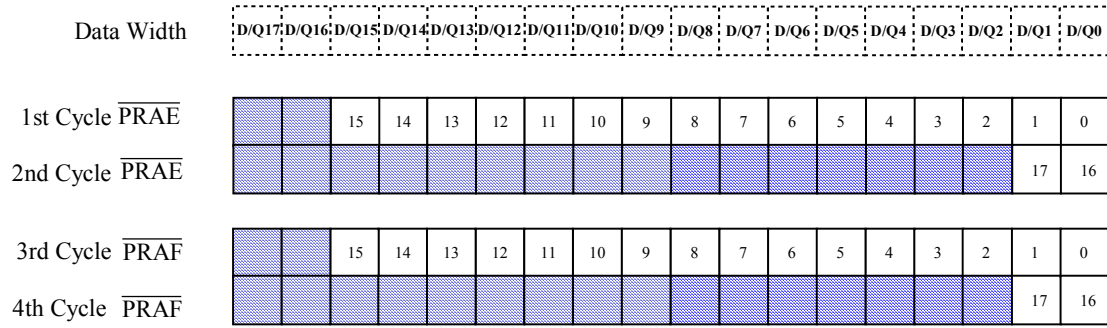 Data Width D/Q17 D/Q16 D/Q15 D/Q14 D/Q13 D/Q12 D/Q11 D/Q10 D/Q9 D/Q8 D/Q7 D/Q6 D/Q5 D/Q4 D/Q3 D/Q2 D/Q1 D/Q0
1st Cycle PRAE 15 14 13 12 11 10 9 8 7 6 5 4 3 2 1 0
2nd Cycle PRAE 17 16
3rd Cycle PRAF 15 14 13 12 11 10 9 8 7 6 5 4 3 2 1 0
4th Cycle PRAF 17 16